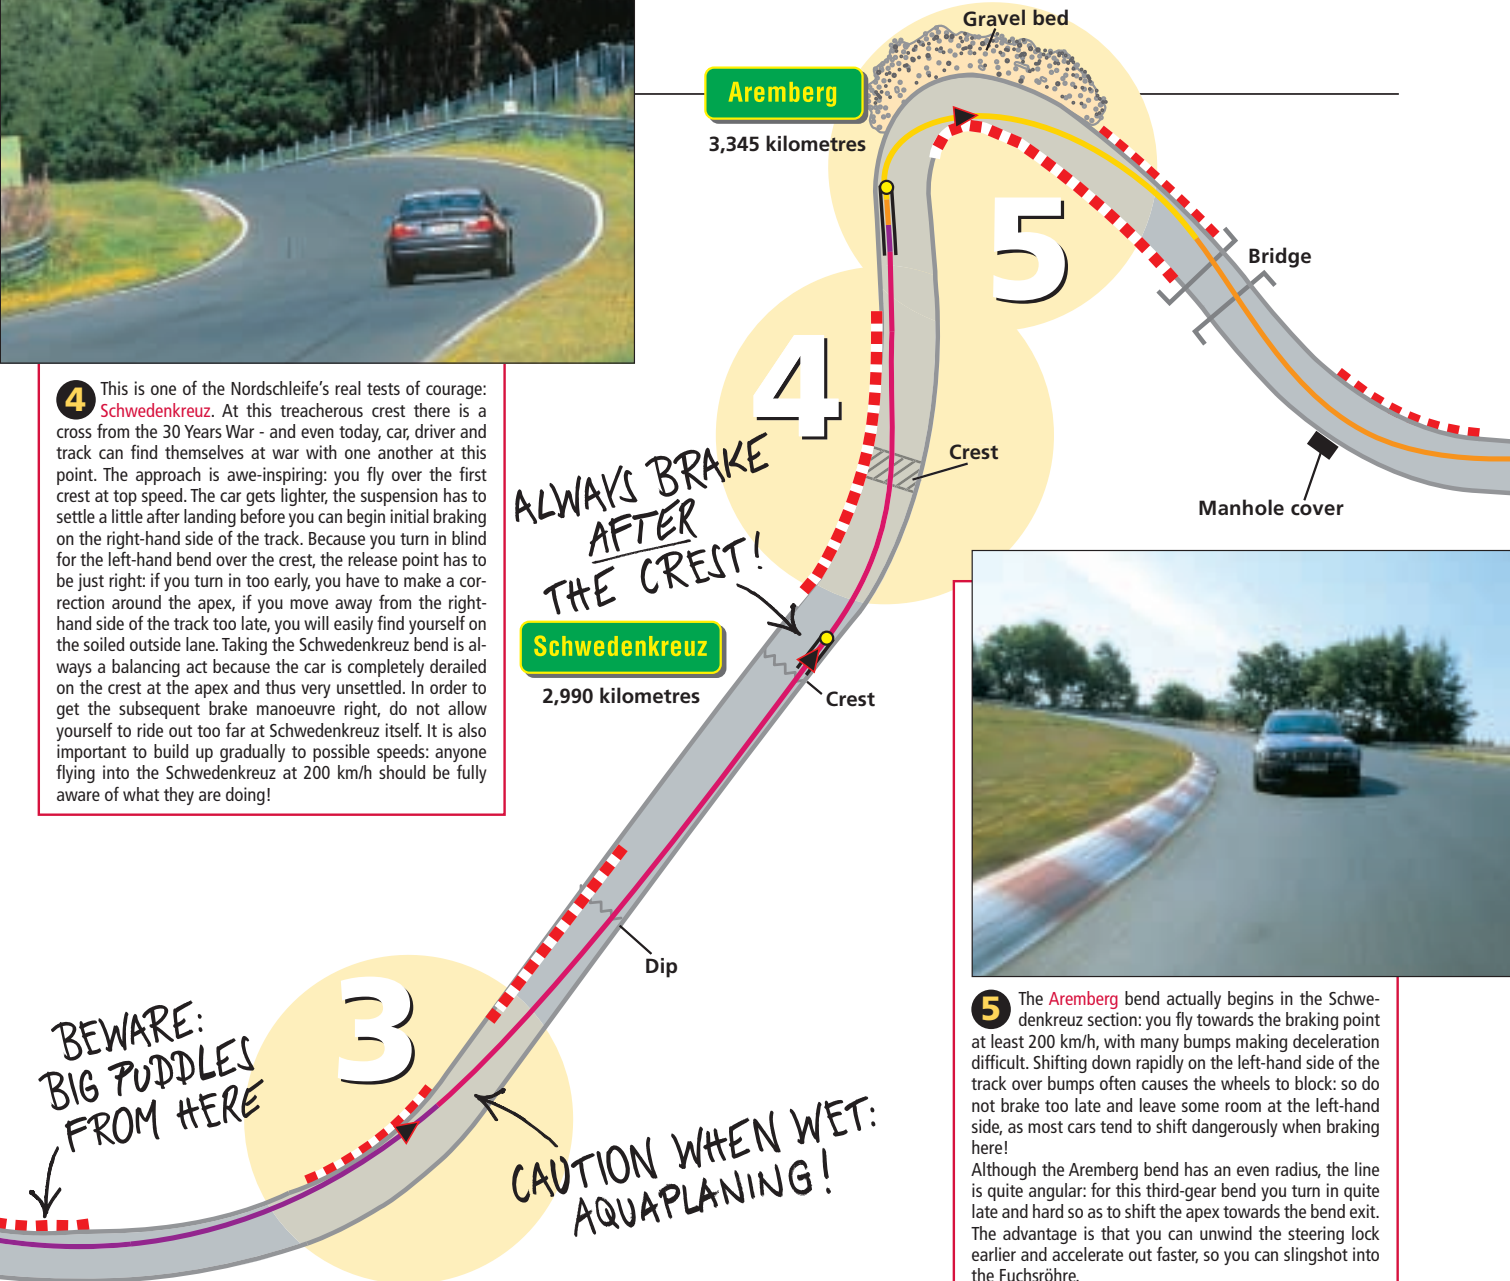 Gravel bed
Aremberg
3,345 kilometres
5
Bridge
4
Crest
Manhole cover
ALWAYS BRAKE
AFTER
THE CREST!
Schwedenkreuz
2,990 kilometres
Crest
Dip
3
BEWARE:
BIG PUDDLES
FROM HERE
CAUTION WHEN WET:
AQUAPLANING!
4 This is one of the Nordschleife's real tests of courage:
Schwedenkreuz. At this treacherous crest there is a
cross from the 30 Years War - and even today, car, driver and
track can find themselves at war with one another at this
point. The approach is awe-inspiring: you fly over the first
crest at top speed. The car gets lighter, the suspension has to
settle a little after landing before you can begin initial braking
on the right-hand side of the track. Because you turn in blind
for the left-hand bend over the crest, the release point has to
be just right: if you turn in too early, you have to make a cor-
rection around the apex, if you move away from the right-
hand side of the track too late, you will easily find yourself on
the soiled outside lane. Taking the Schwedenkreuz bend is al-
ways a balancing act because the car is completely derailed
on the crest at the apex and thus very unsettled. In order to
get the subsequent brake manoeuvre right, do not allow
yourself to ride out too far at Schwedenkreuz itself. It is also
important to build up gradually to possible speeds: anyone
flying into the Schwedenkreuz at 200 km/h should be fully
aware of what they are doing!
5 The Aremberg bend actually begins in the Schwe-
denkreuz section: you fly towards the braking point
at least 200 km/h, with many bumps making deceleration
difficult. Shifting down rapidly on the left-hand side of the
track over bumps often causes the wheels to block: so do
not brake too late and leave some room at the left-hand
side, as most cars tend to shift dangerously when braking
here!
Although the Aremberg bend has an even radius, the line
is quite angular: for this third-gear bend you turn in quite
late and hard so as to shift the apex towards the bend exit.
The advantage is that you can unwind the steering lock
earlier and accelerate out faster, so you can slingshot into
the Fuchsröhre.